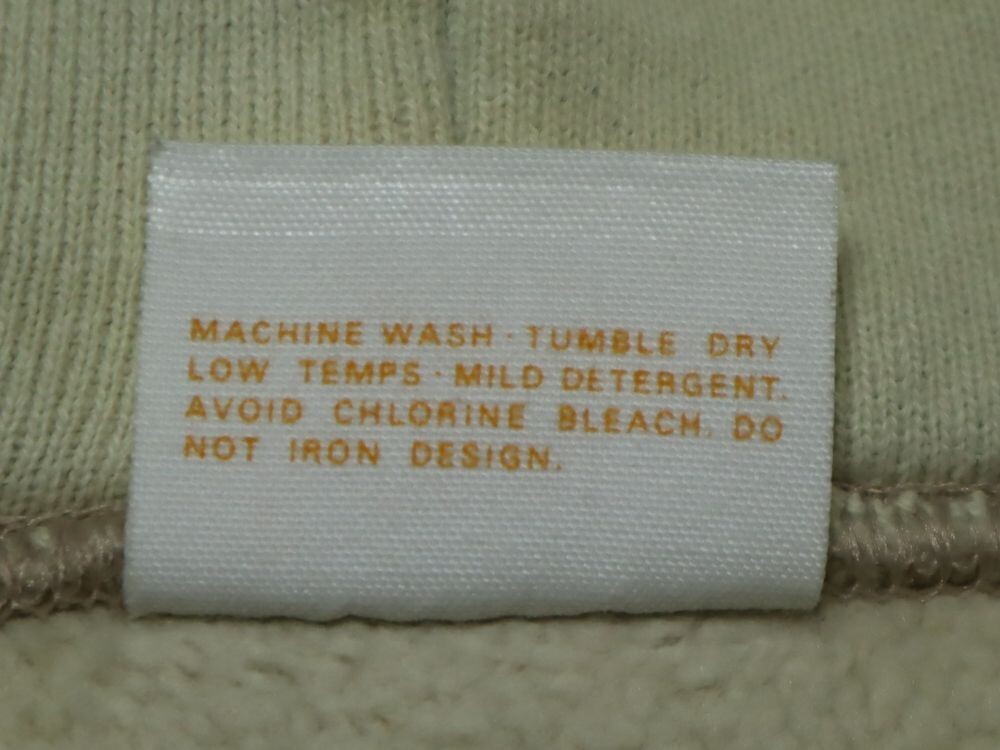 MACHINE WASH · TUMBLE DRY
LOW TEMPS · MILD DETERGENT.
AVOID CHLORINE BLEACH. DO
NOT IRON DESIGN.